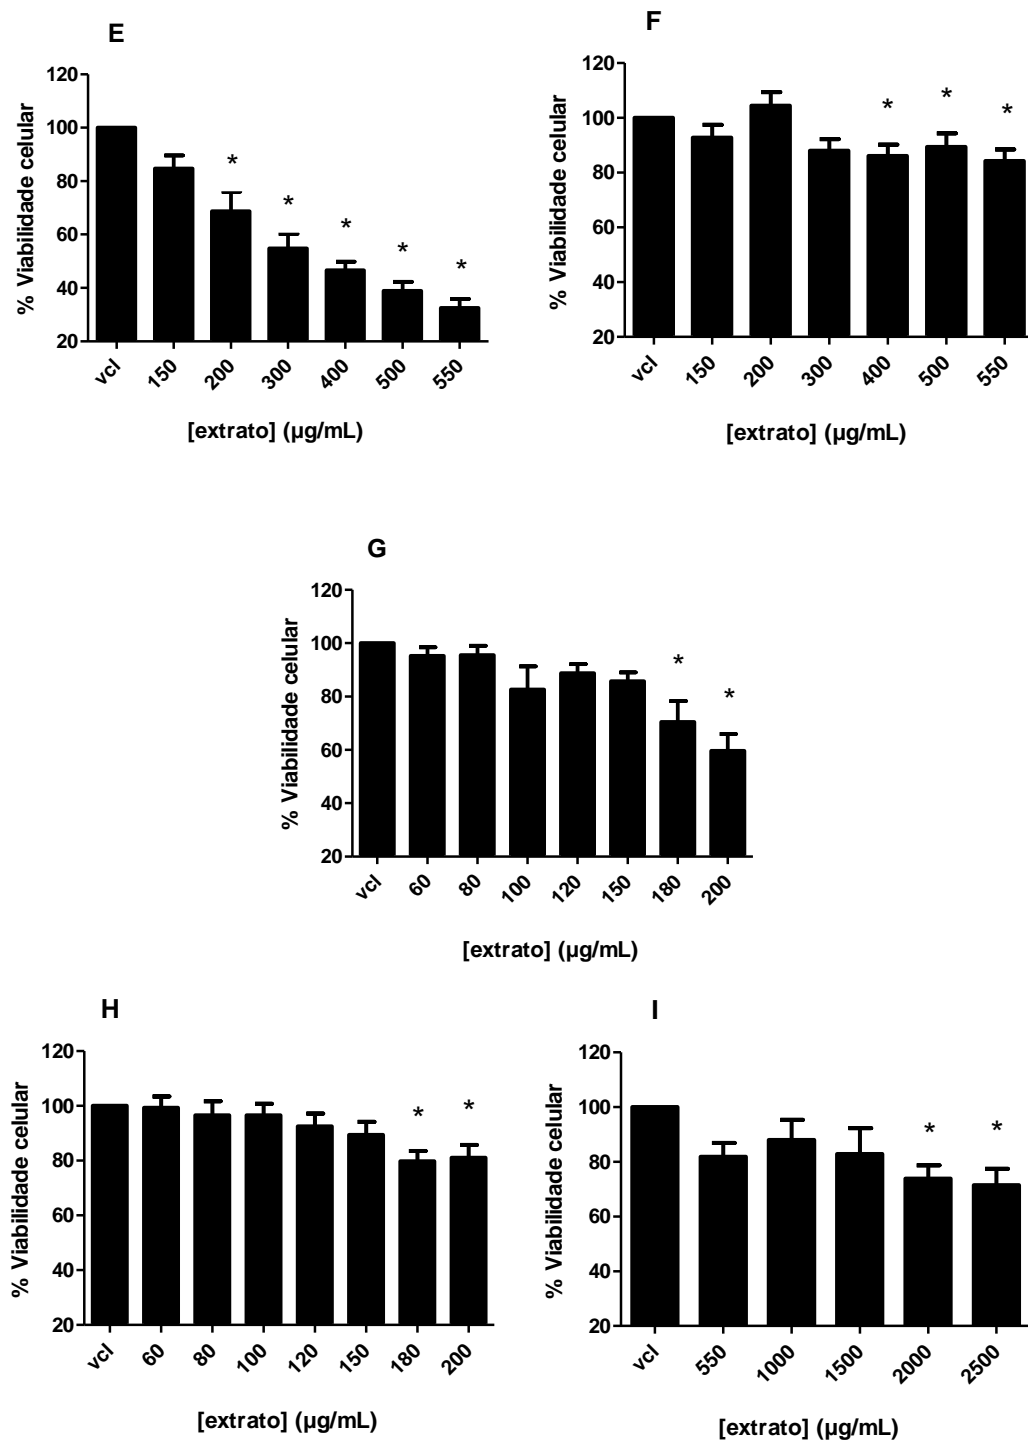 E
% Viabilidade celular
120
100
80
60
40
20
* * * * *
vcl 150 200 300 400 500 550
[extrato] (µg/mL)
F
% Viabilidade celular
120
100
80
60
40
20
* * *
vcl 150 200 300 400 500 550
[extrato] (µg/mL)
G
% Viabilidade celular
120
100
80
60
40
20
* *
vcl 60 80 100 120 150 180 200
[extrato] (µg/mL)
H
% Viabilidade celular
120
100
80
60
40
20
* *
vcl 60 80 100 120 150 180 200
[extrato] (µg/mL)
I
% Viabilidade celular
120
100
80
60
40
20
* *
vcl 550 1000 1500 2000 2500
[extrato] (µg/mL)